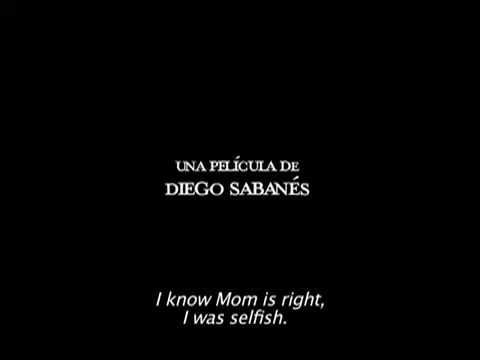 UNA PELÍCULA DE
DIEGO SABANÉS
I know Mom is right,
I was selfish.